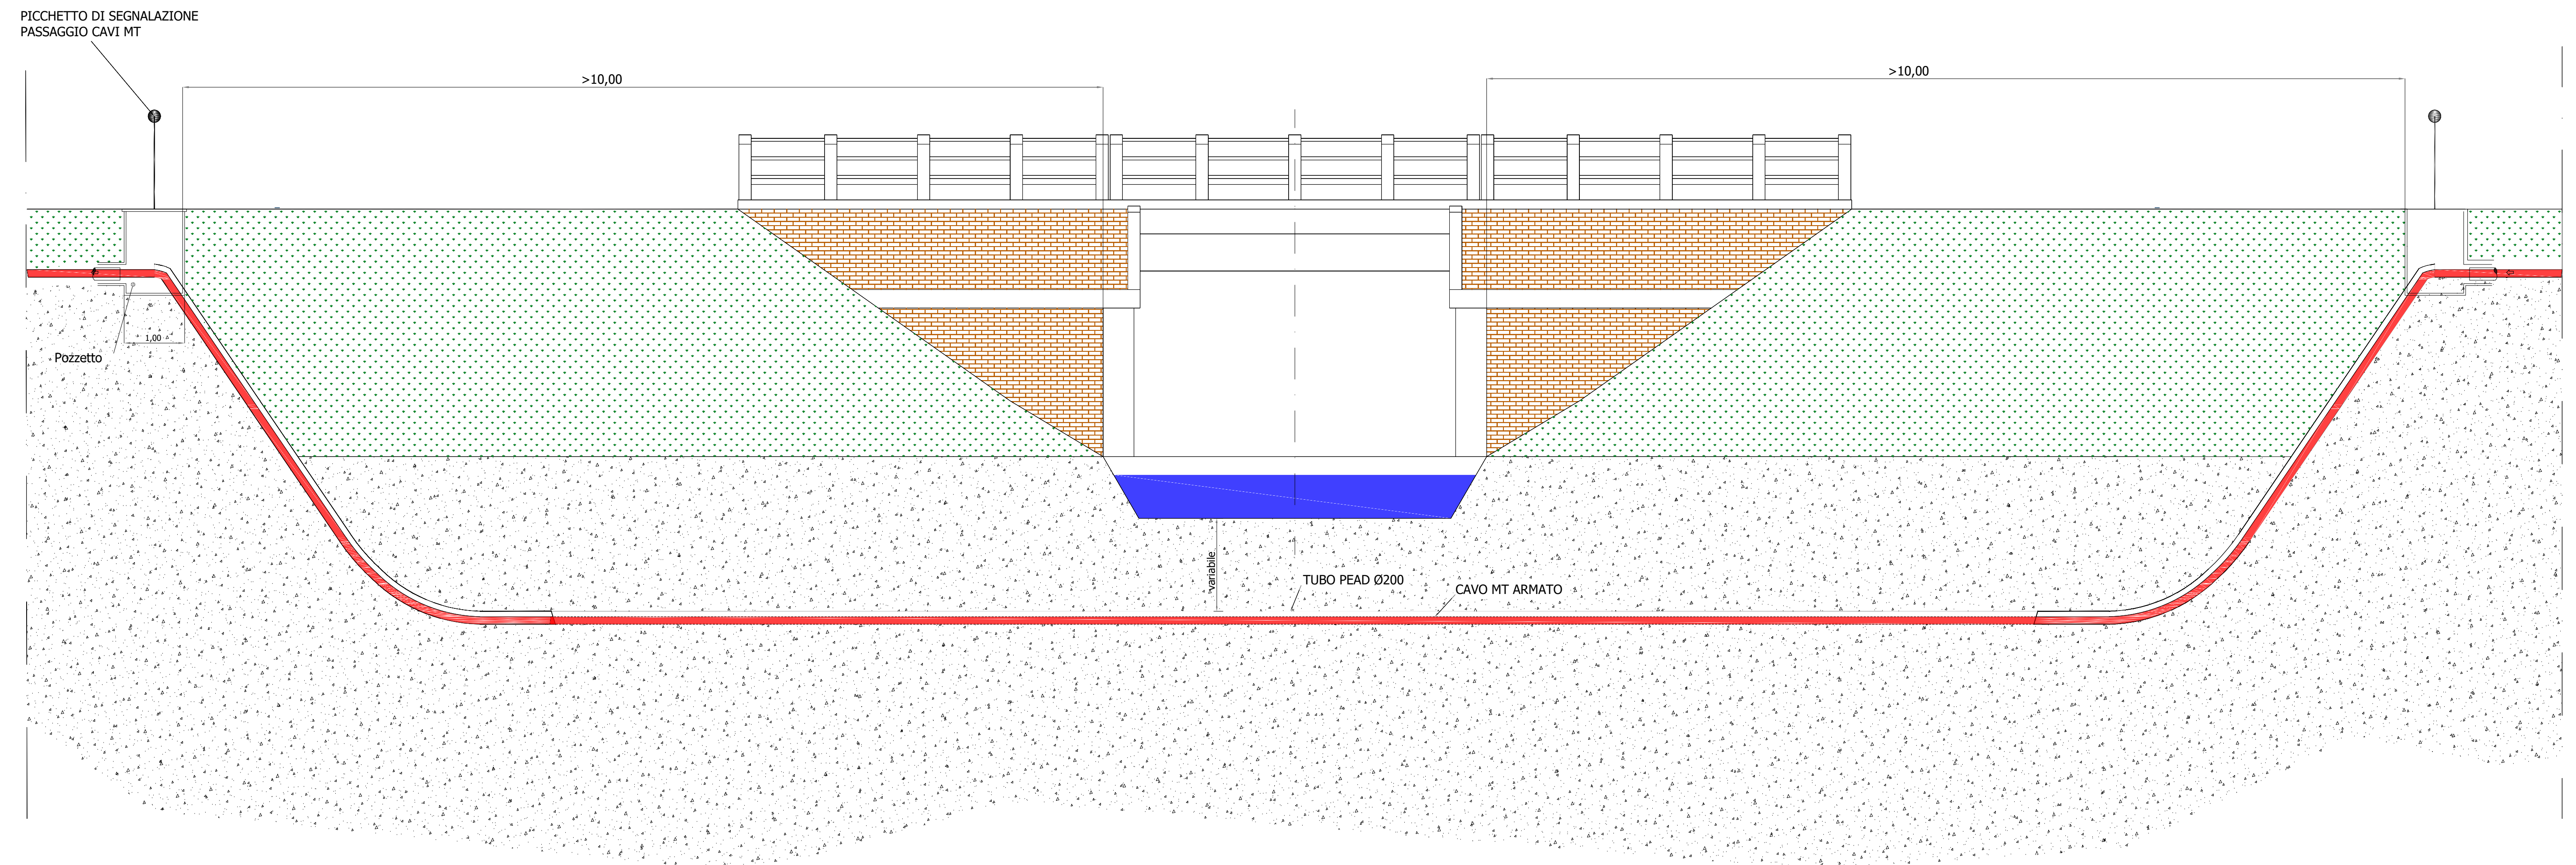 PICCHETTO DI SEGNALAZIONE
PASSAGGIO CAVI MT
>10,00
>10,00
1,00
Pozzetto
variabile
TUBO PEAD Ø200
CAVO MT ARMATO